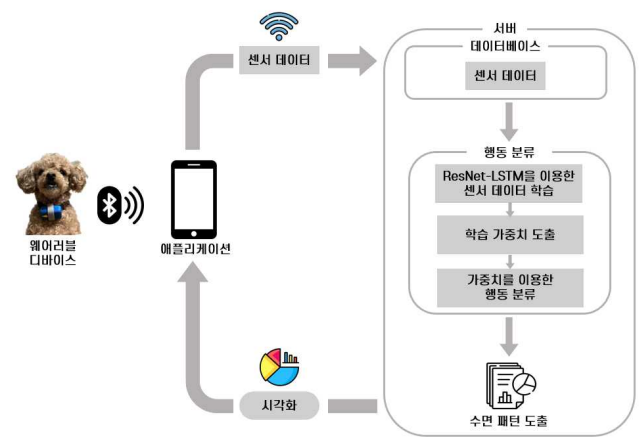 서버
데이터베이스
센서 데이터
센서 데이터
행동 분류
ResNet-LSTM을 이용한
센서 데이터 학습
학습 가중치 도출
가중치를 이용한
행동 분류
웨어러블
디바이스
애플리케이션
시각화
수면 패턴 도출